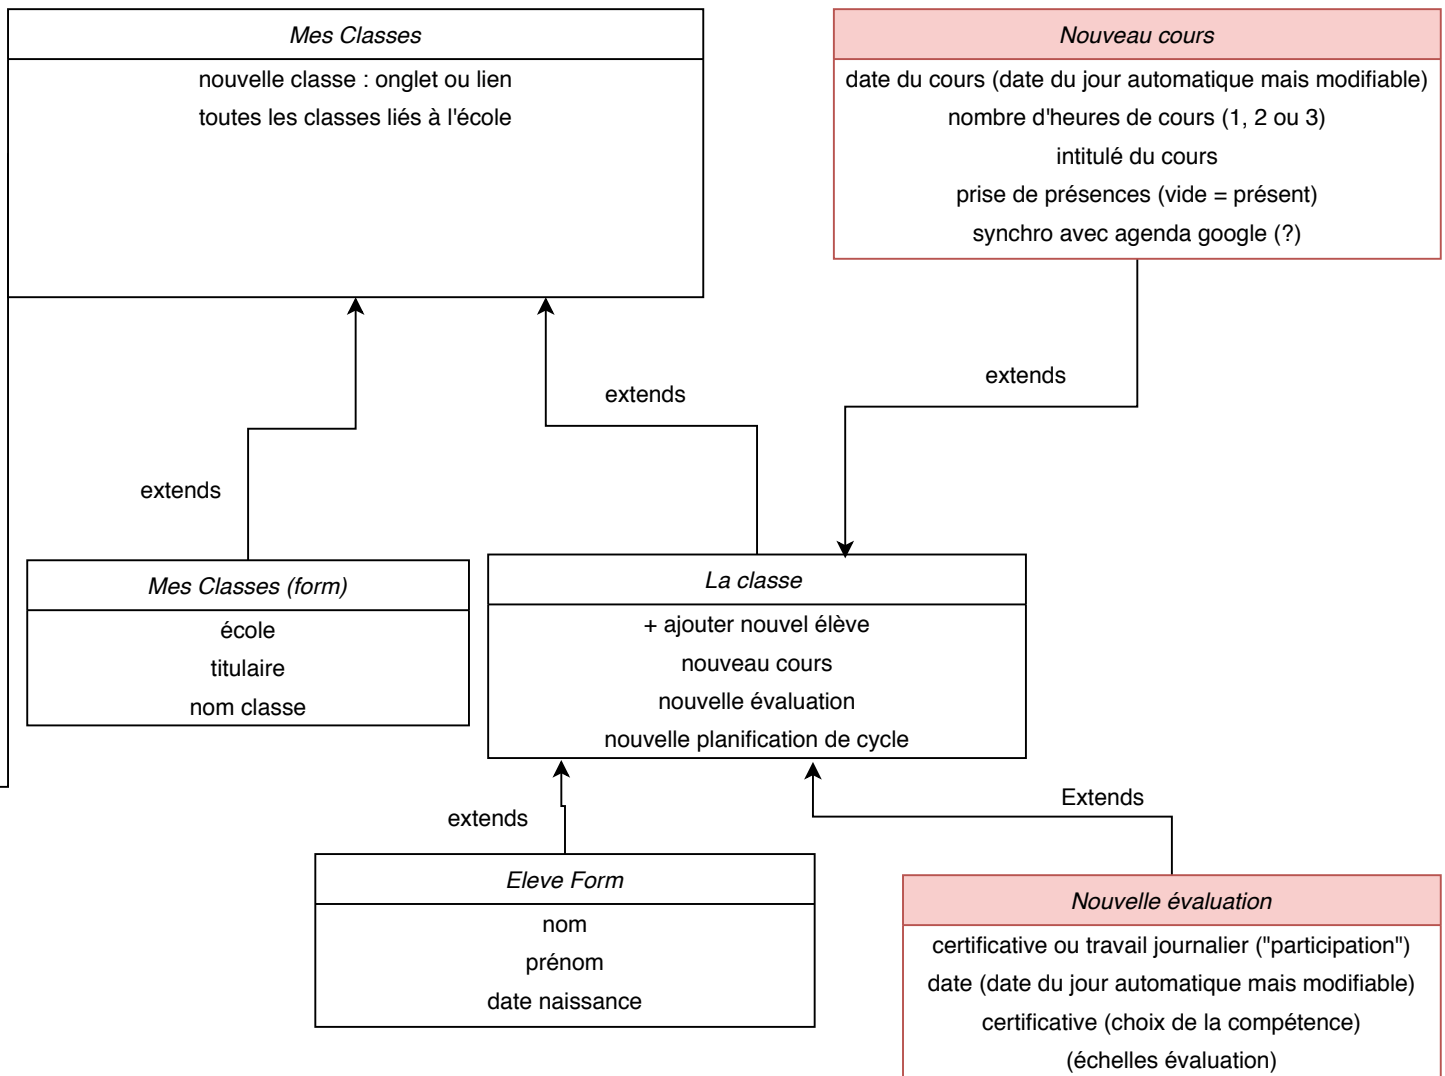 Mes Classes
nouvelle classe : onglet ou lien
toutes les classes liés à l'école
Nouveau cours
date du cours (date du jour automatique mais modifiable)
nombre d'heures de cours (1, 2 ou 3)
intitulé du cours
prise de présences (vide = présent)
synchro avec agenda google (?)
extends
extends
extends
Mes Classes (form)
école
titulaire
nom classe
La classe
+ ajouter nouvel élève
nouveau cours
nouvelle évaluation
nouvelle planification de cycle
extends
Extends
Eleve Form
nom
prénom
date naissance
Nouvelle évaluation
certificative ou travail journalier ("participation")
date (date du jour automatique mais modifiable)
certificative (choix de la compétence)
(échelles évaluation)